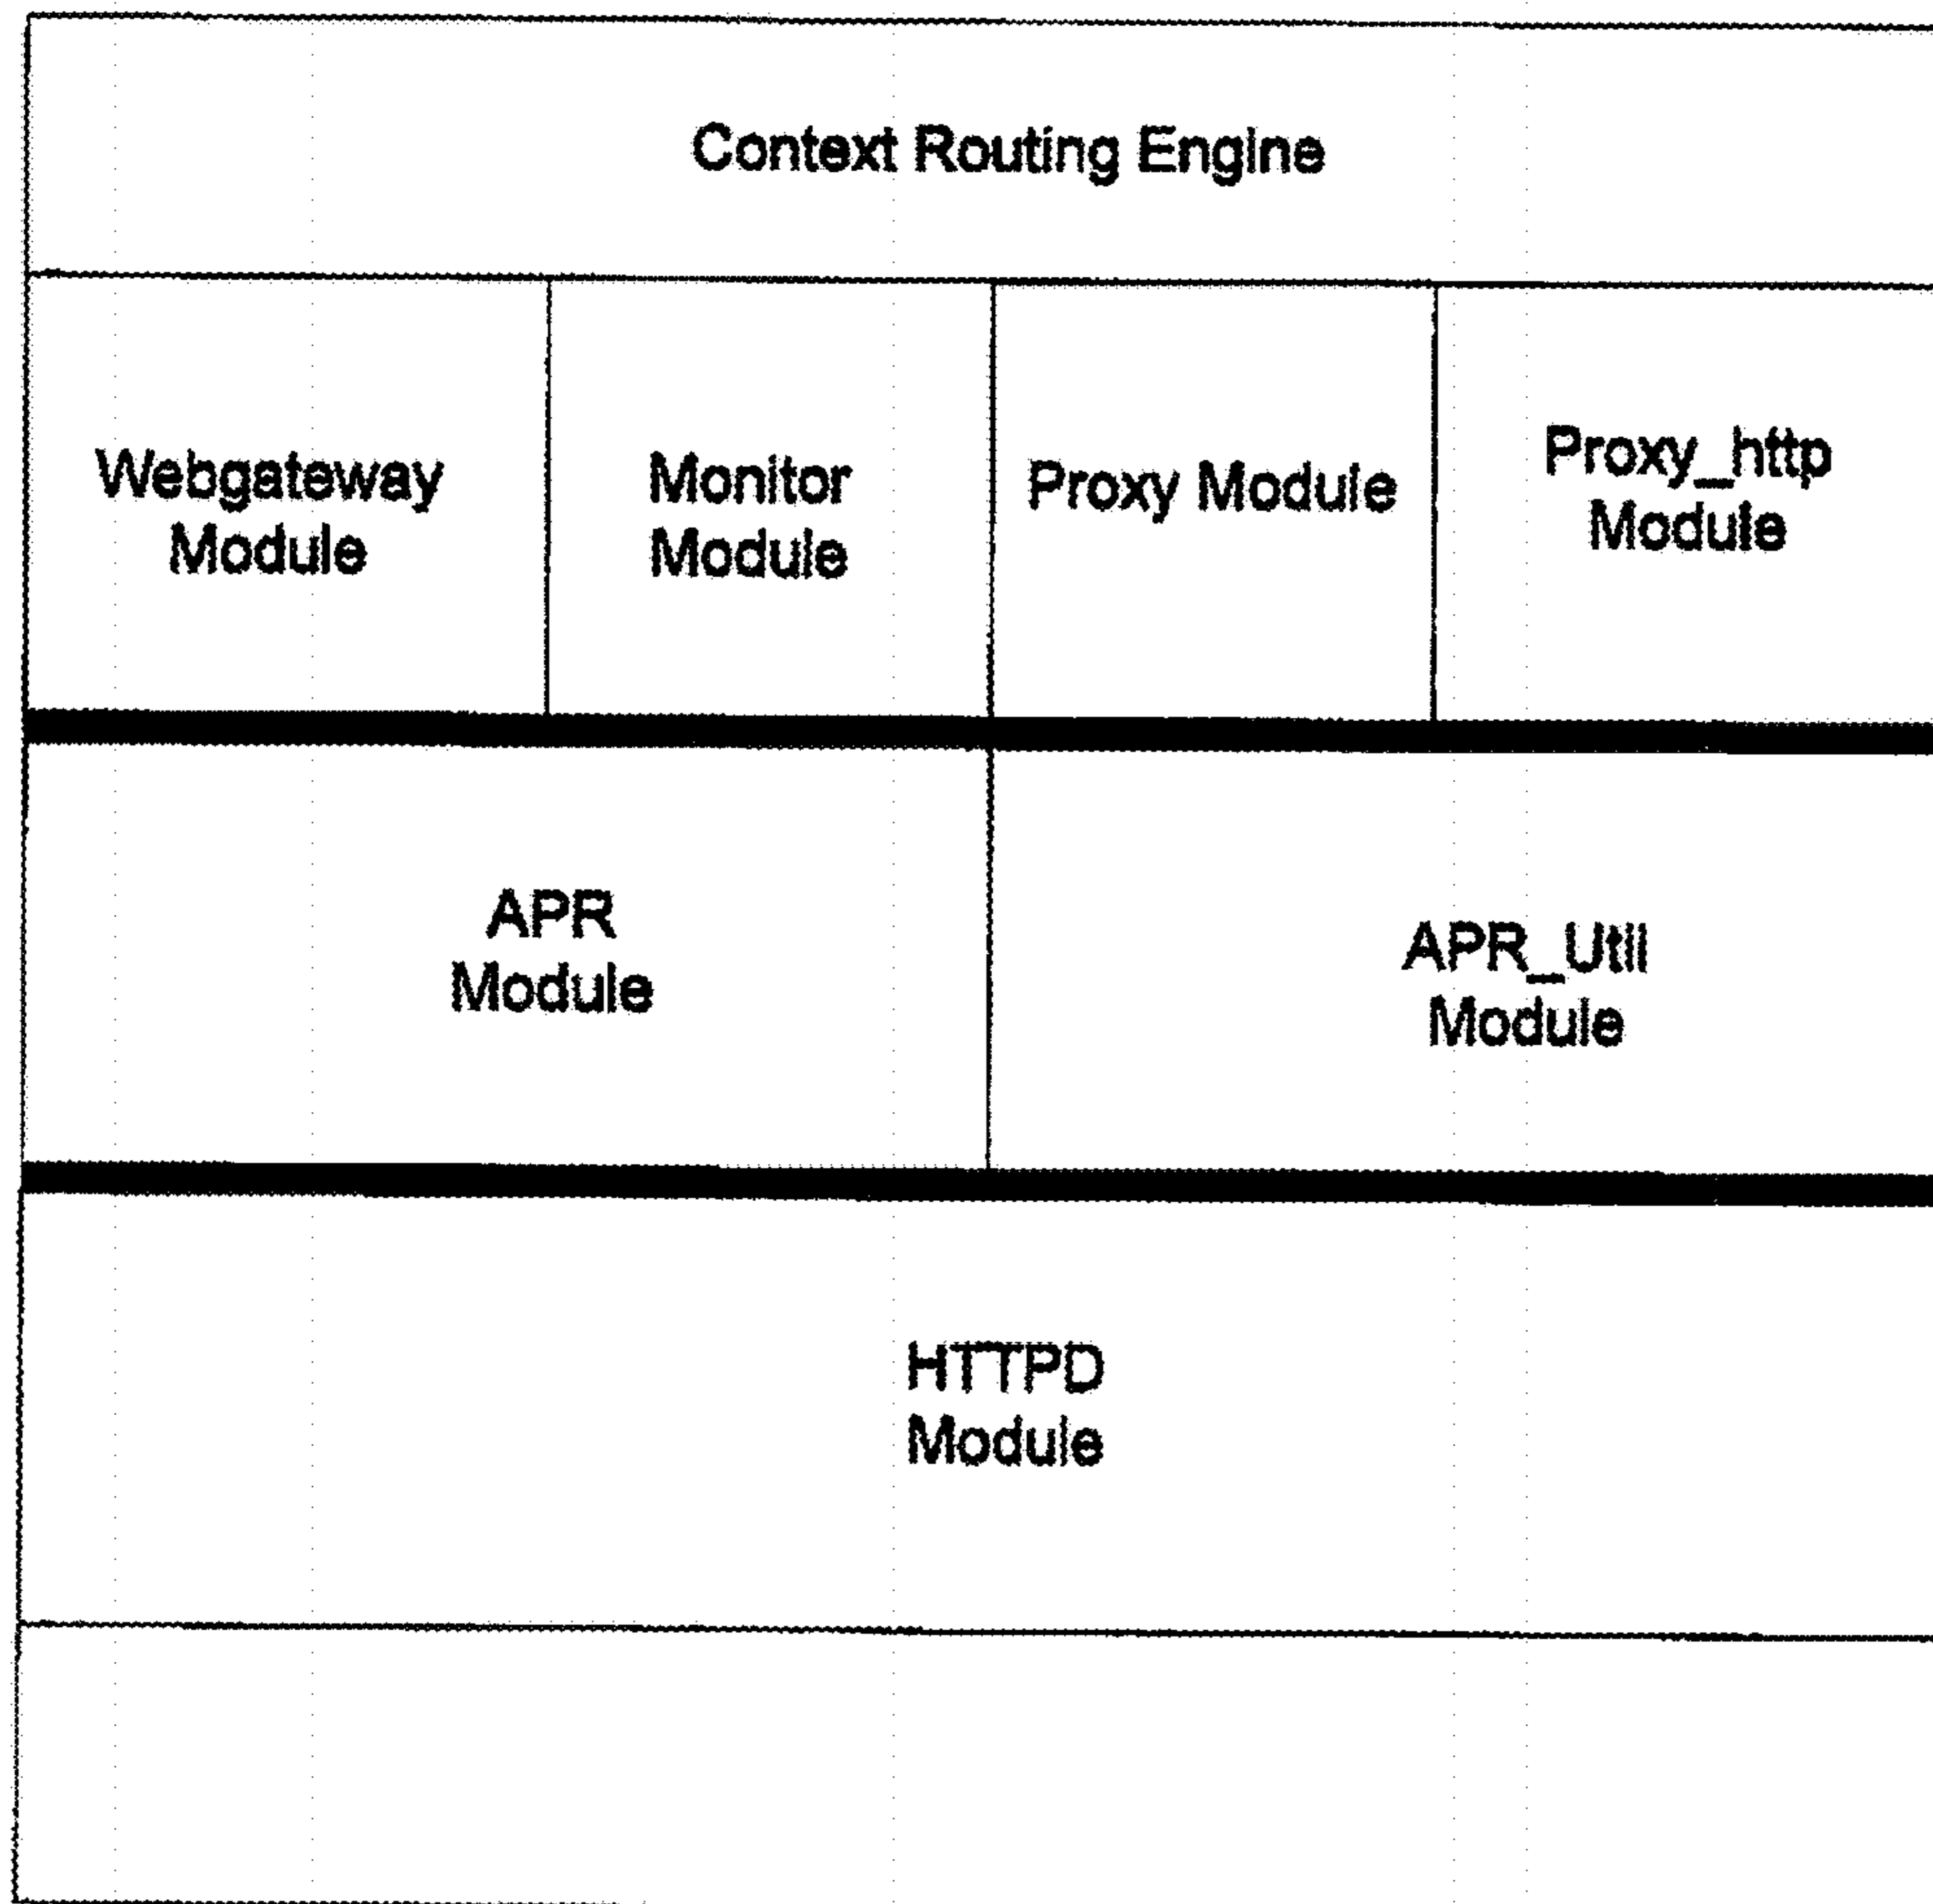 Context Routing Engine
Webgateway
Module
Monitor
Module
Proxy Module
Proxy_http
Module
APR
Module
APR_Util
Module
HTTPD
Module